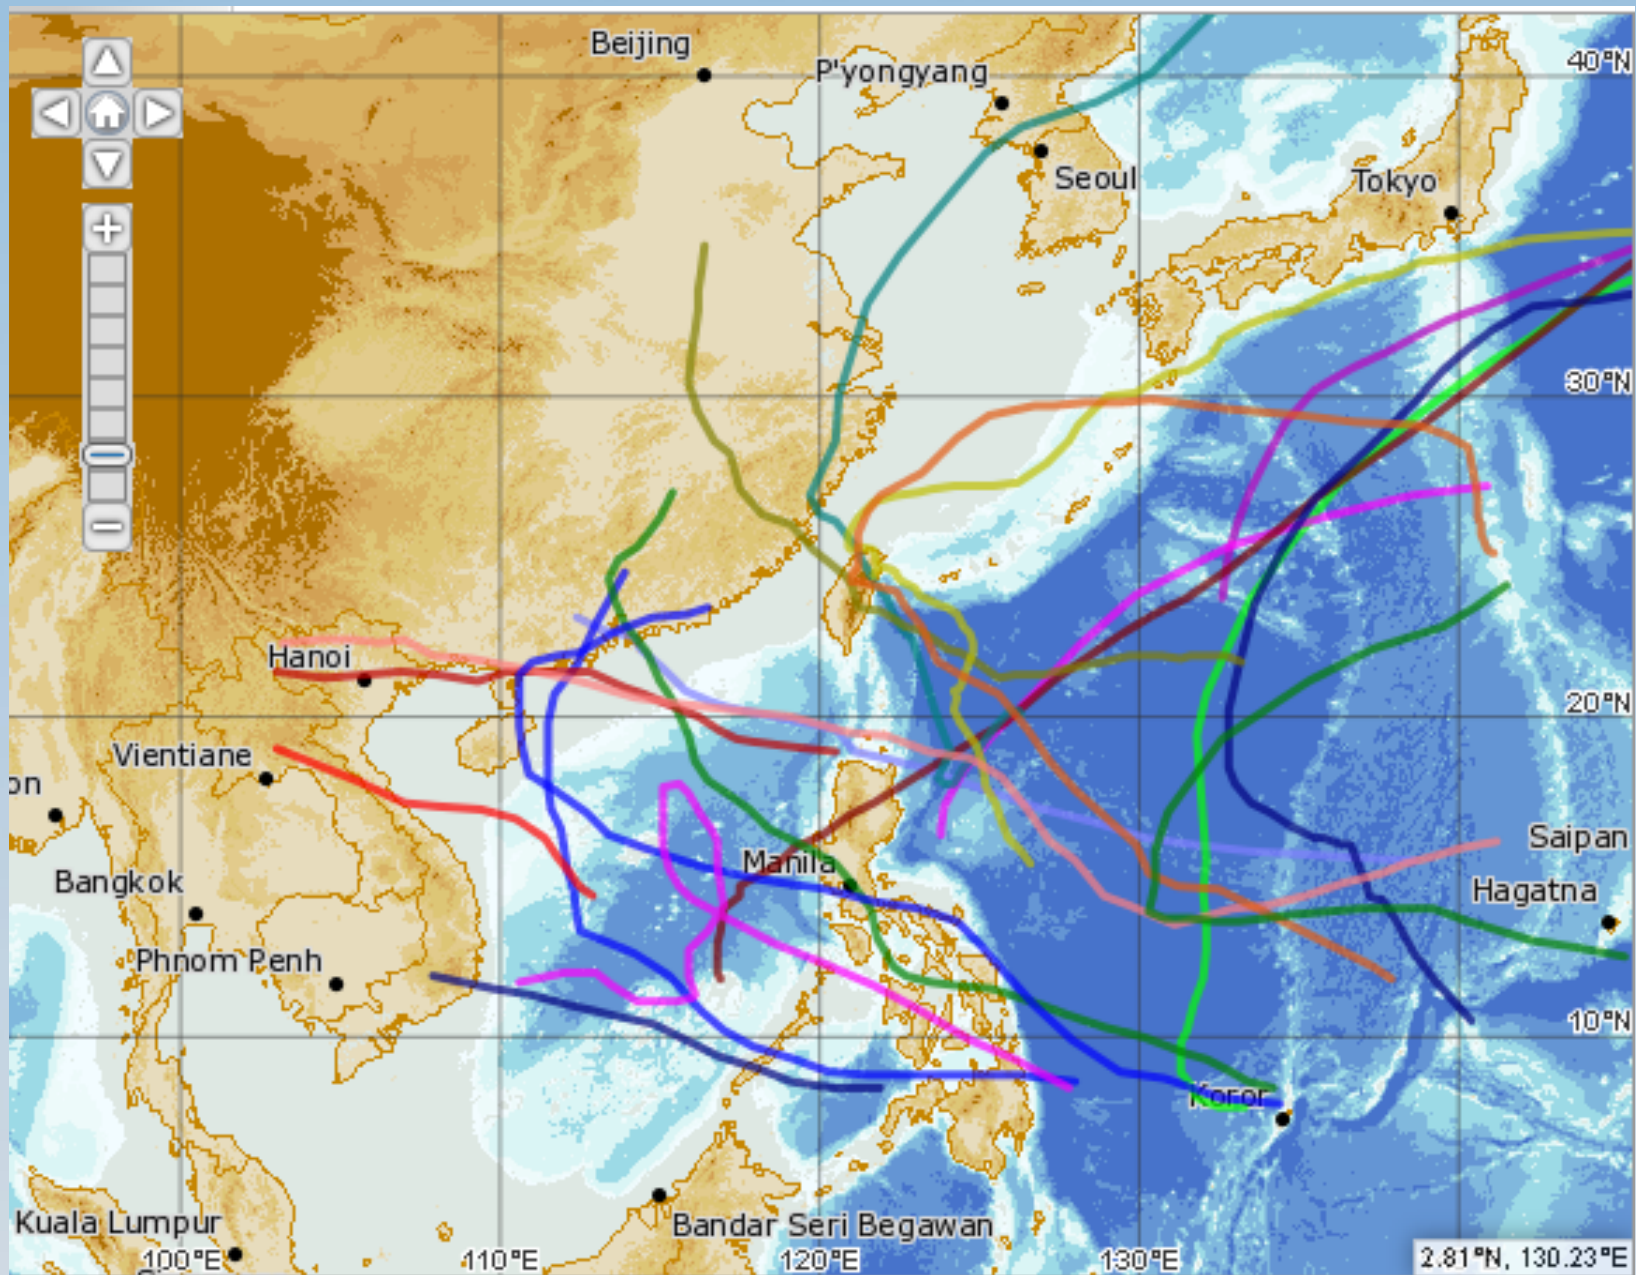 Beijing
P'yongyang
40°N
Seoul
Tokyo
30°N
Hanoi
20°N
Vientiane
on
Manila
Saipan
Bangkok
Hagatna
Phnom Penh
10°N
Koror
Kuala Lumpur
Bandar Seri Begawan
100°E
110°E
120°E
130°E
2.81°N, 130.23°E